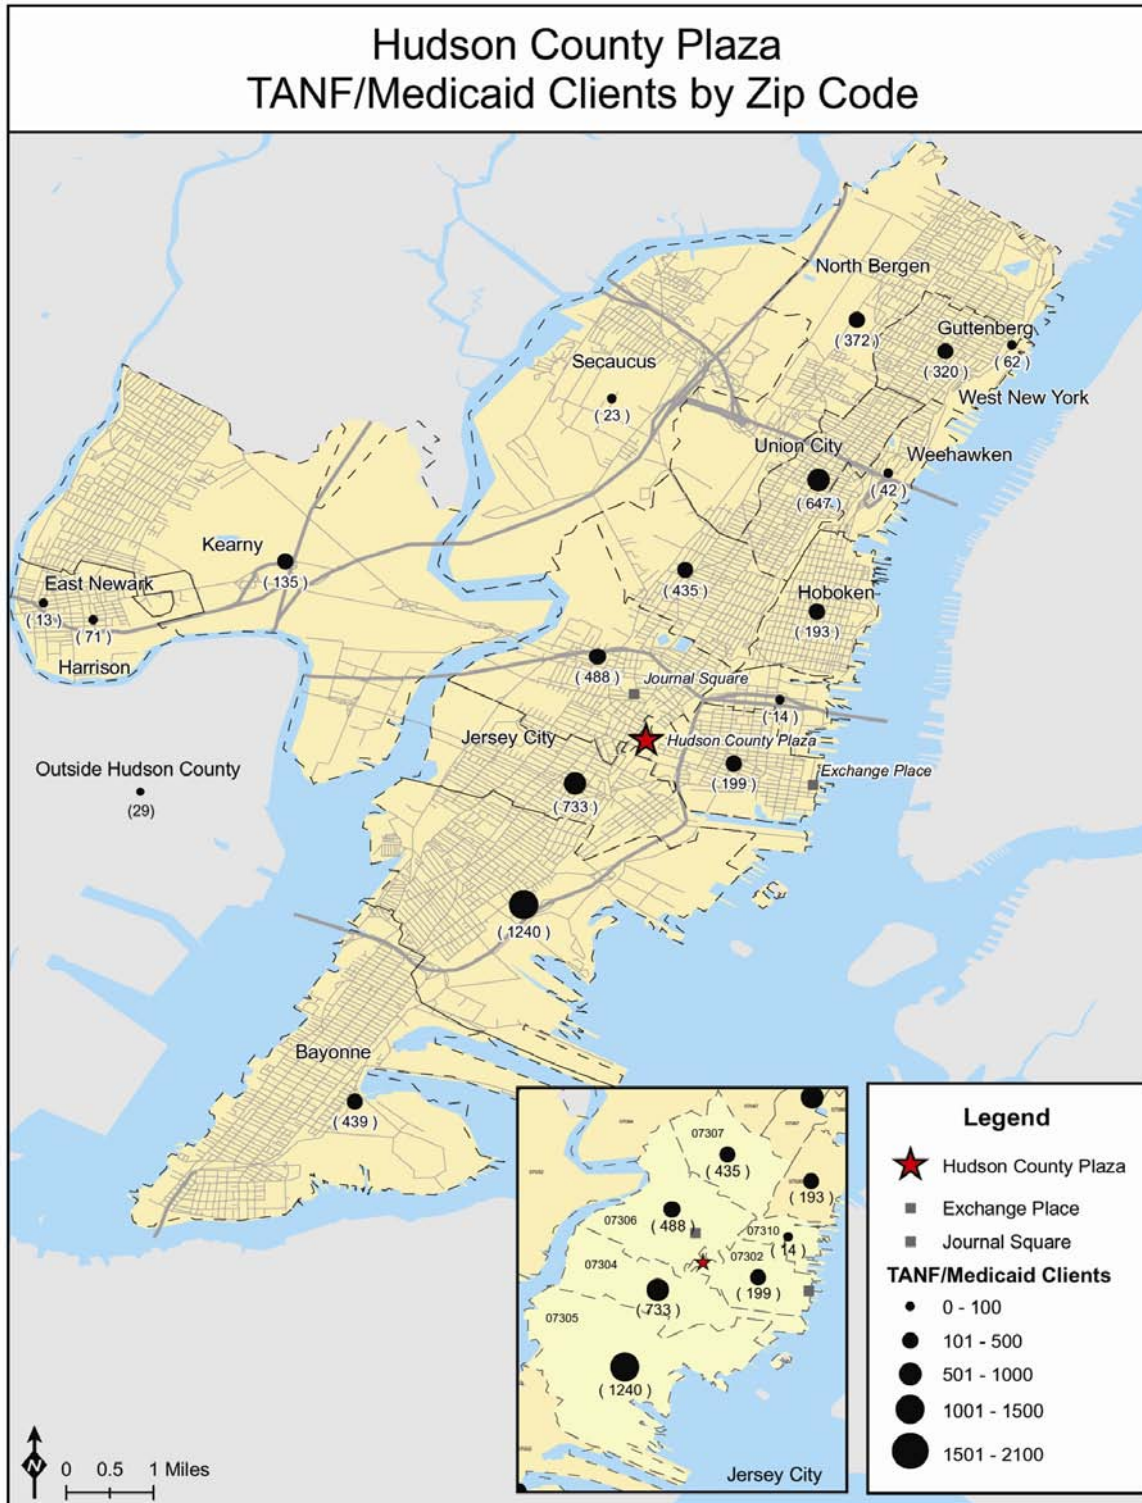 Hudson County Plaza
TANF/Medicaid Clients by Zip Code
North Bergen
( 372 )
Guttenberg
( 62 )
( 320 )
Secaucus
( 23 )
West New York
Union City
( 647 )
Weehawken
( 42 )
Kearny
( 135 )
East Newark
( 13 )
( 71 )
Harrison
( 435 )
Hoboken
( 193 )
( 488 )
Journal Square
( 14 )
Jersey City
Hudson County Plaza
( 199 )
Exchange Place
Outside Hudson County
(29)
( 733 )
( 1240 )
Bayonne
( 439 )
07307
( 435 )
( 193 )
07306
( 488 )
07310
( 14 )
07304
07302
( 199 )
( 733 )
07305
( 1240 )
Jersey City
Legend
Hudson County Plaza
Exchange Place
Journal Square
TANF/Medicaid Clients
0 - 100
101 - 500
501 - 1000
1001 - 1500
1501 - 2100
N
0 0.5 1 Miles